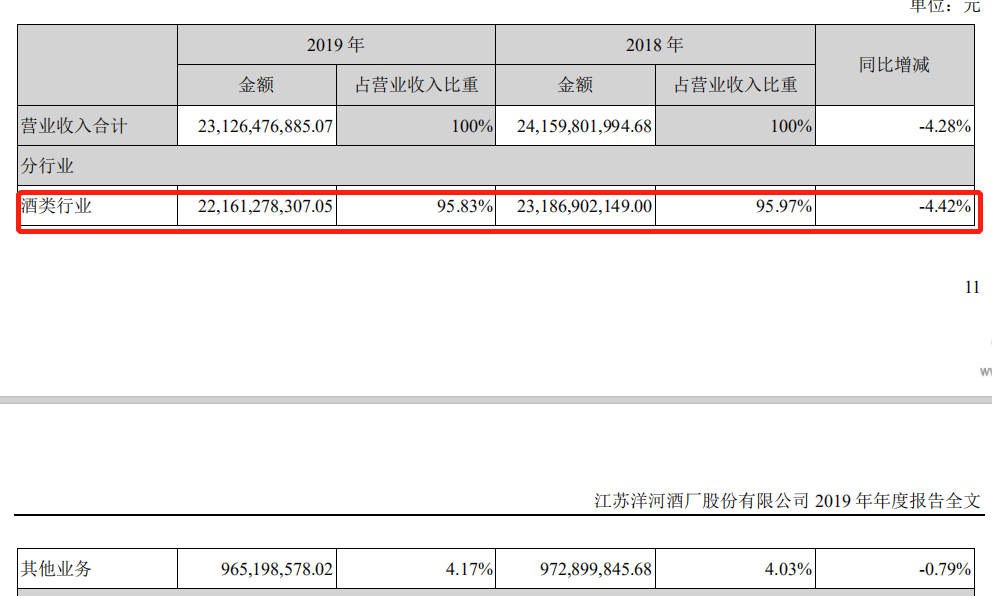 单位：元
2019 年 2018 年 同比增减
金额 占营业收入比重 金额 占营业收入比重
营业收入合计 23,126,476,885.07 100% 24,159,801,994.68 100% -4.28%
分行业
酒类行业 22,161,278,307.05 95.83% 23,186,902,149.00 95.97% -4.42%
11
江苏洋河酒厂股份有限公司 2019 年年度报告全文
其他业务 965,198,578.02 4.17% 972,899,845.68 4.03% -0.79%